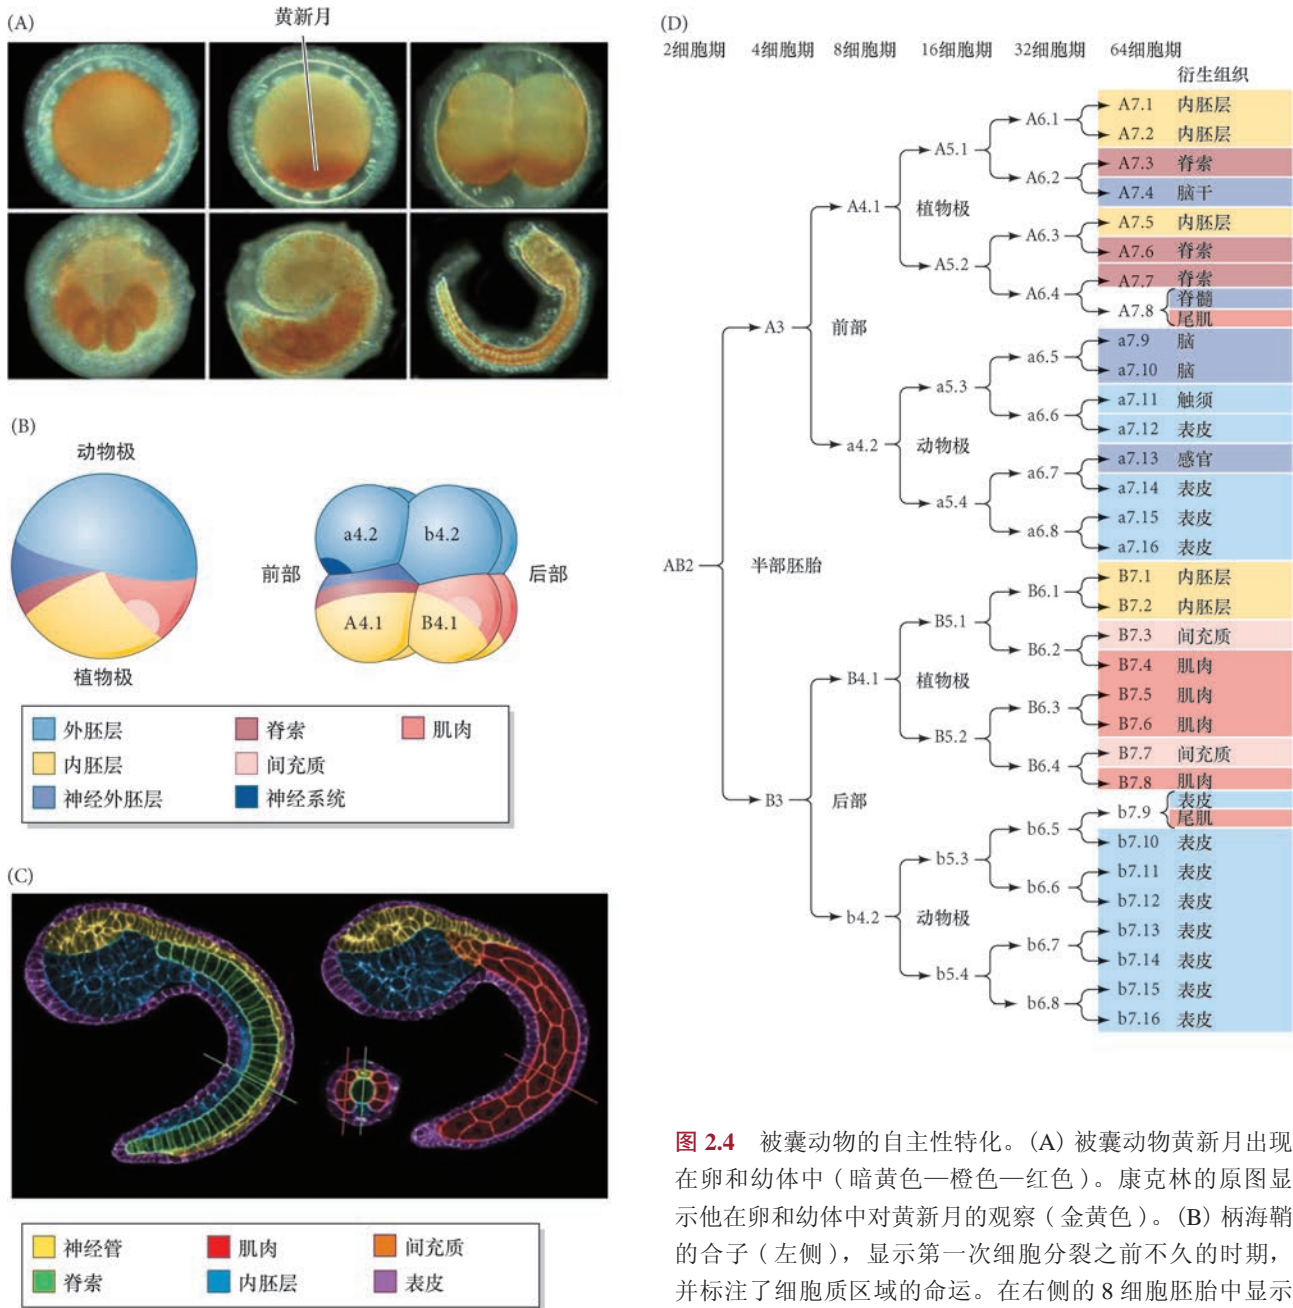 (A)
黄新月
(B)
动物极
植物极
a4.2
b4.2
前部
后部
A4.1
B4.1
外胚层
脊索
肌肉
内胚层
间充质
神经外胚层
神经系统
(C)
神经管
肌肉
间充质
脊索
内胚层
表皮
(D)
2细胞期 4细胞期 8细胞期 16细胞期 32细胞期 64细胞期
衍生组织
A7.1 内胚层
A6.1
A7.2 内胚层
A5.1
A7.3 脊索
A6.2
A7.4 脑干
A4.1 植物极
A7.5 内胚层
A6.3
A7.6 脊索
A5.2
A7.7 脊索
A6.4
脊髓
A7.8
尾肌
A3 前部
a7.9 脑
a6.5
a7.10 脑
a5.3
a7.11 触须
a6.6
a7.12 表皮
a4.2 动物极
a7.13 感官
a6.7
a7.14 表皮
a5.4
a7.15 表皮
a6.8
a7.16 表皮
AB2 半部胚胎
B7.1 内胚层
B6.1
B7.2 内胚层
B5.1
B7.3 间充质
B6.2
B7.4 肌肉
B4.1 植物极
B7.5 肌肉
B6.3
B7.6 肌肉
B5.2
B7.7 间充质
B6.4
B7.8 肌肉
B3 后部
表皮
b7.9
尾肌
b6.5
b7.10 表皮
b5.3
b7.11 表皮
b6.6
b7.12 表皮
b4.2 动物极
b7.13 表皮
b6.7
b7.14 表皮
b5.4
b7.15 表皮
b6.8
b7.16 表皮
图 2.4 被囊动物的自主性特化。(A) 被囊动物黄新月出现
在卵和幼体中（暗黄色—橙色—红色）。康克林的原图显
示他在卵和幼体中对黄新月的观察（金黄色）。(B) 柄海鞘
的合子（左侧），显示第一次细胞分裂之前不久的时期，
并标注了细胞质区域的命运。在右侧的 8 细胞胚胎中显示